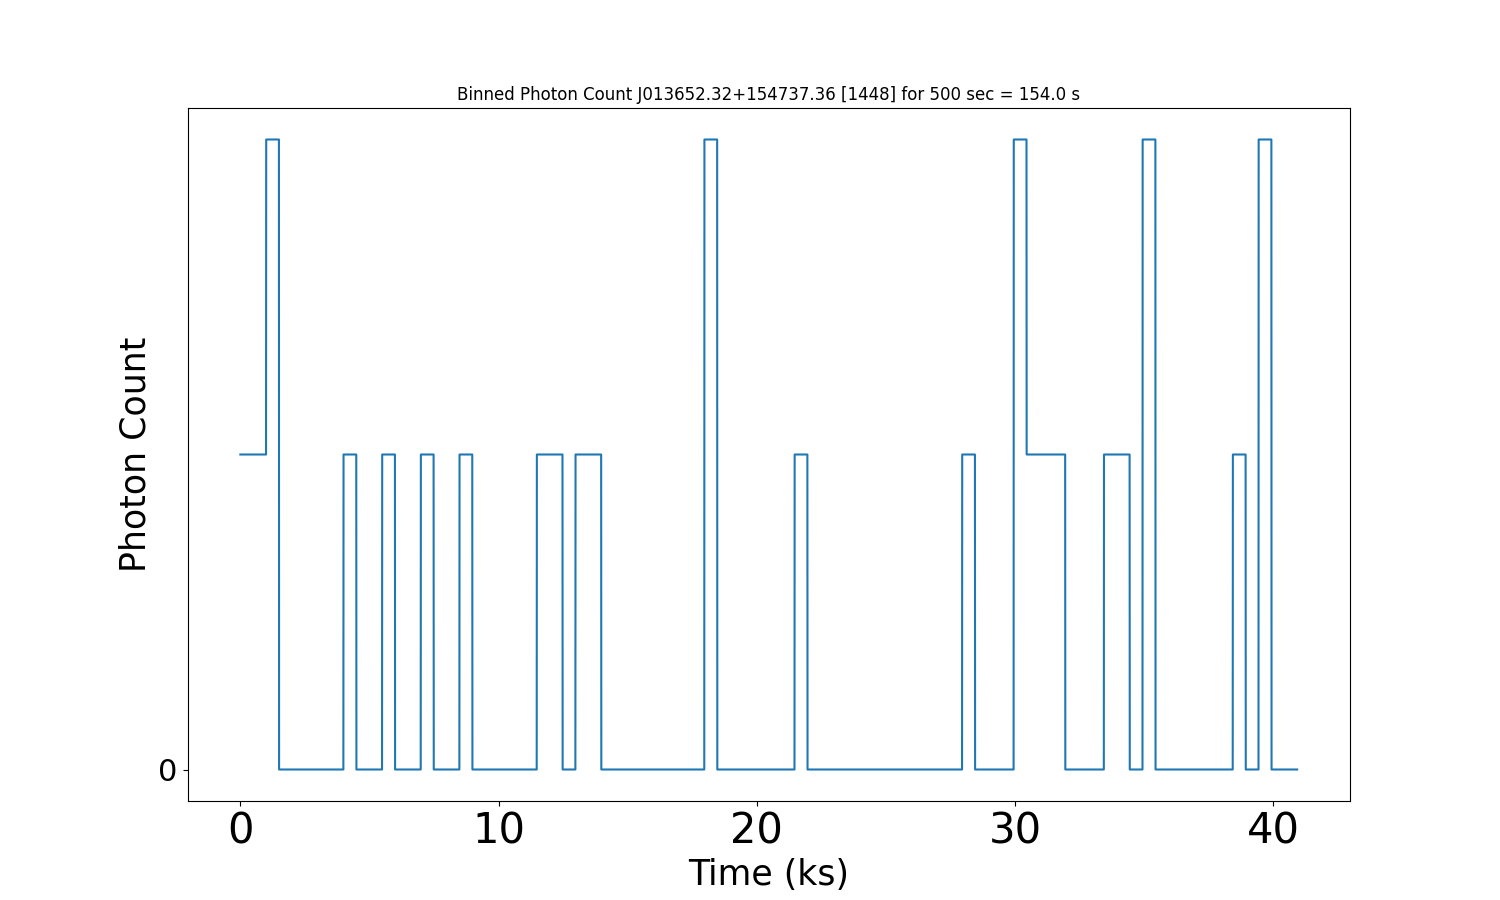 Binned Photon Count J013652.32+154737.36 [1448] for 500 sec = 154.0 s
Photon Count
0
0 10 20 30 40
Time (ks)